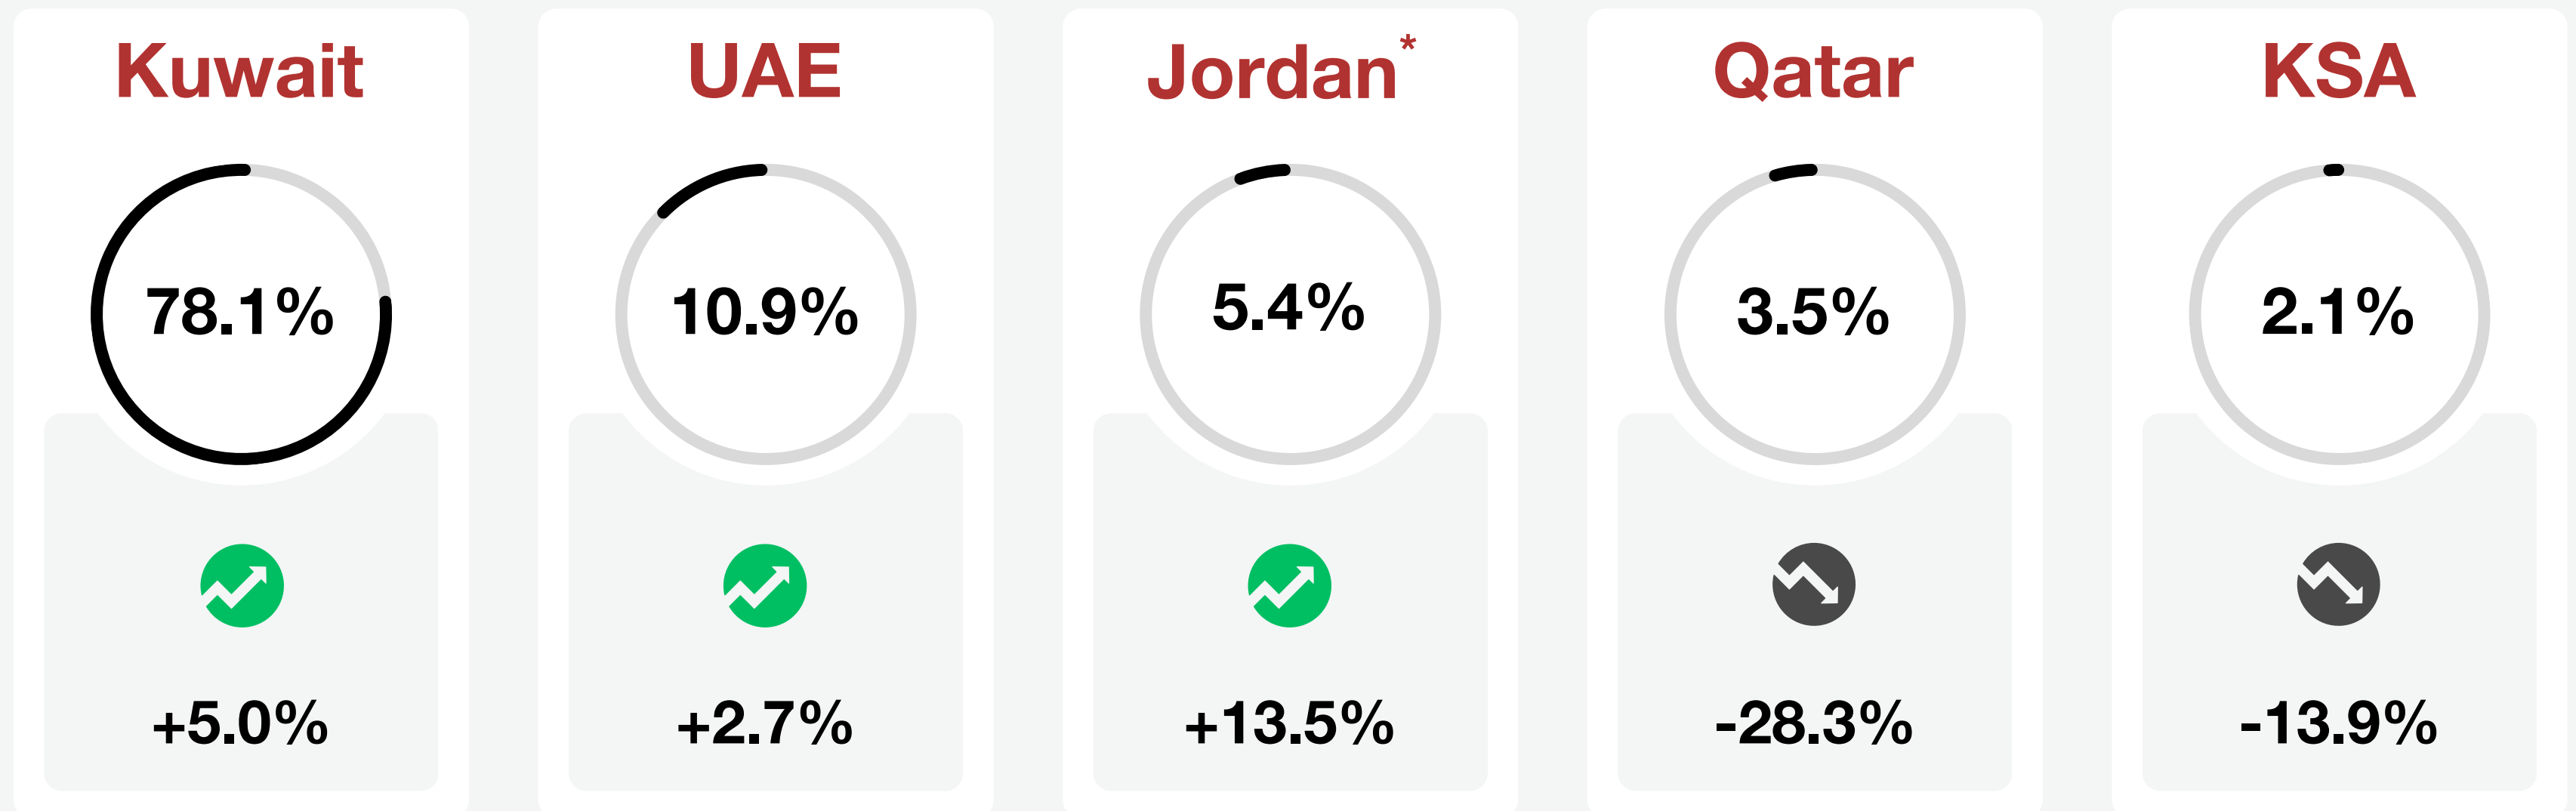 Kuwait
78.1%
+5.0%
UAE
10.9%
+2.7%
Jordan*
5.4%
+13.5%
Qatar
3.5%
-28.3%
KSA
2.1%
-13.9%